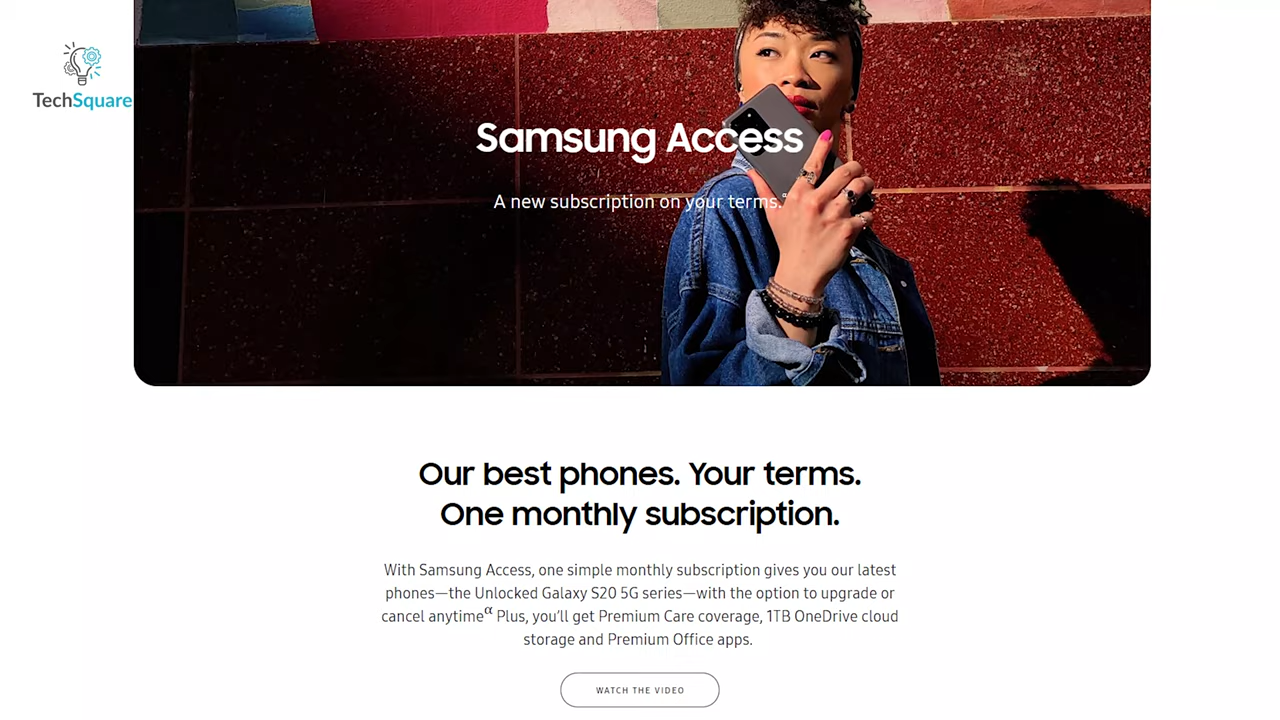 TechSquare
Samsung Access
A new subscription on your terms.
Our best phones. Your terms.
One monthly subscription.
With Samsung Access, one simple monthly subscription gives you our latest
phones—the Unlocked Galaxy S20 5G series—with the option to upgrade or
cancel anytimeα Plus, you’ll get Premium Care coverage, 1TB OneDrive cloud
storage and Premium Office apps.
WATCH THE VIDEO